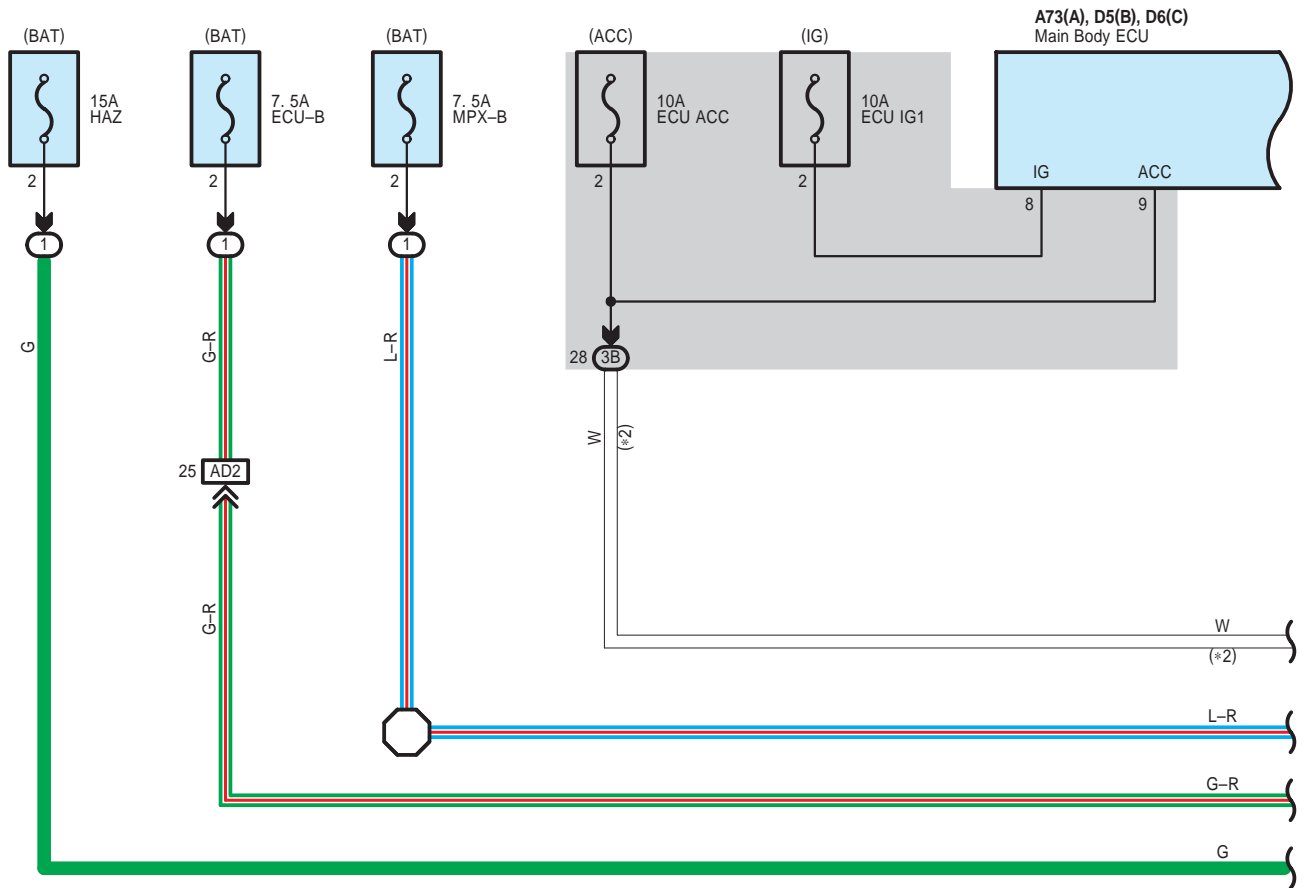 A73(A), D5(B), D6(C)
Main Body ECU
(BAT)
(BAT)
(BAT)
(ACC)
(IG)
15A
HAZ
7. 5A
ECU–B
7. 5A
MPX–B
10A
ECU ACC
10A
ECU IG1
IG
ACC
2
2
2
2
2
8
9
1
1
1
G
G–R
L–R
28
3B
W
(*2)
25
AD2
G–R
W
(*2)
L–R
G–R
G